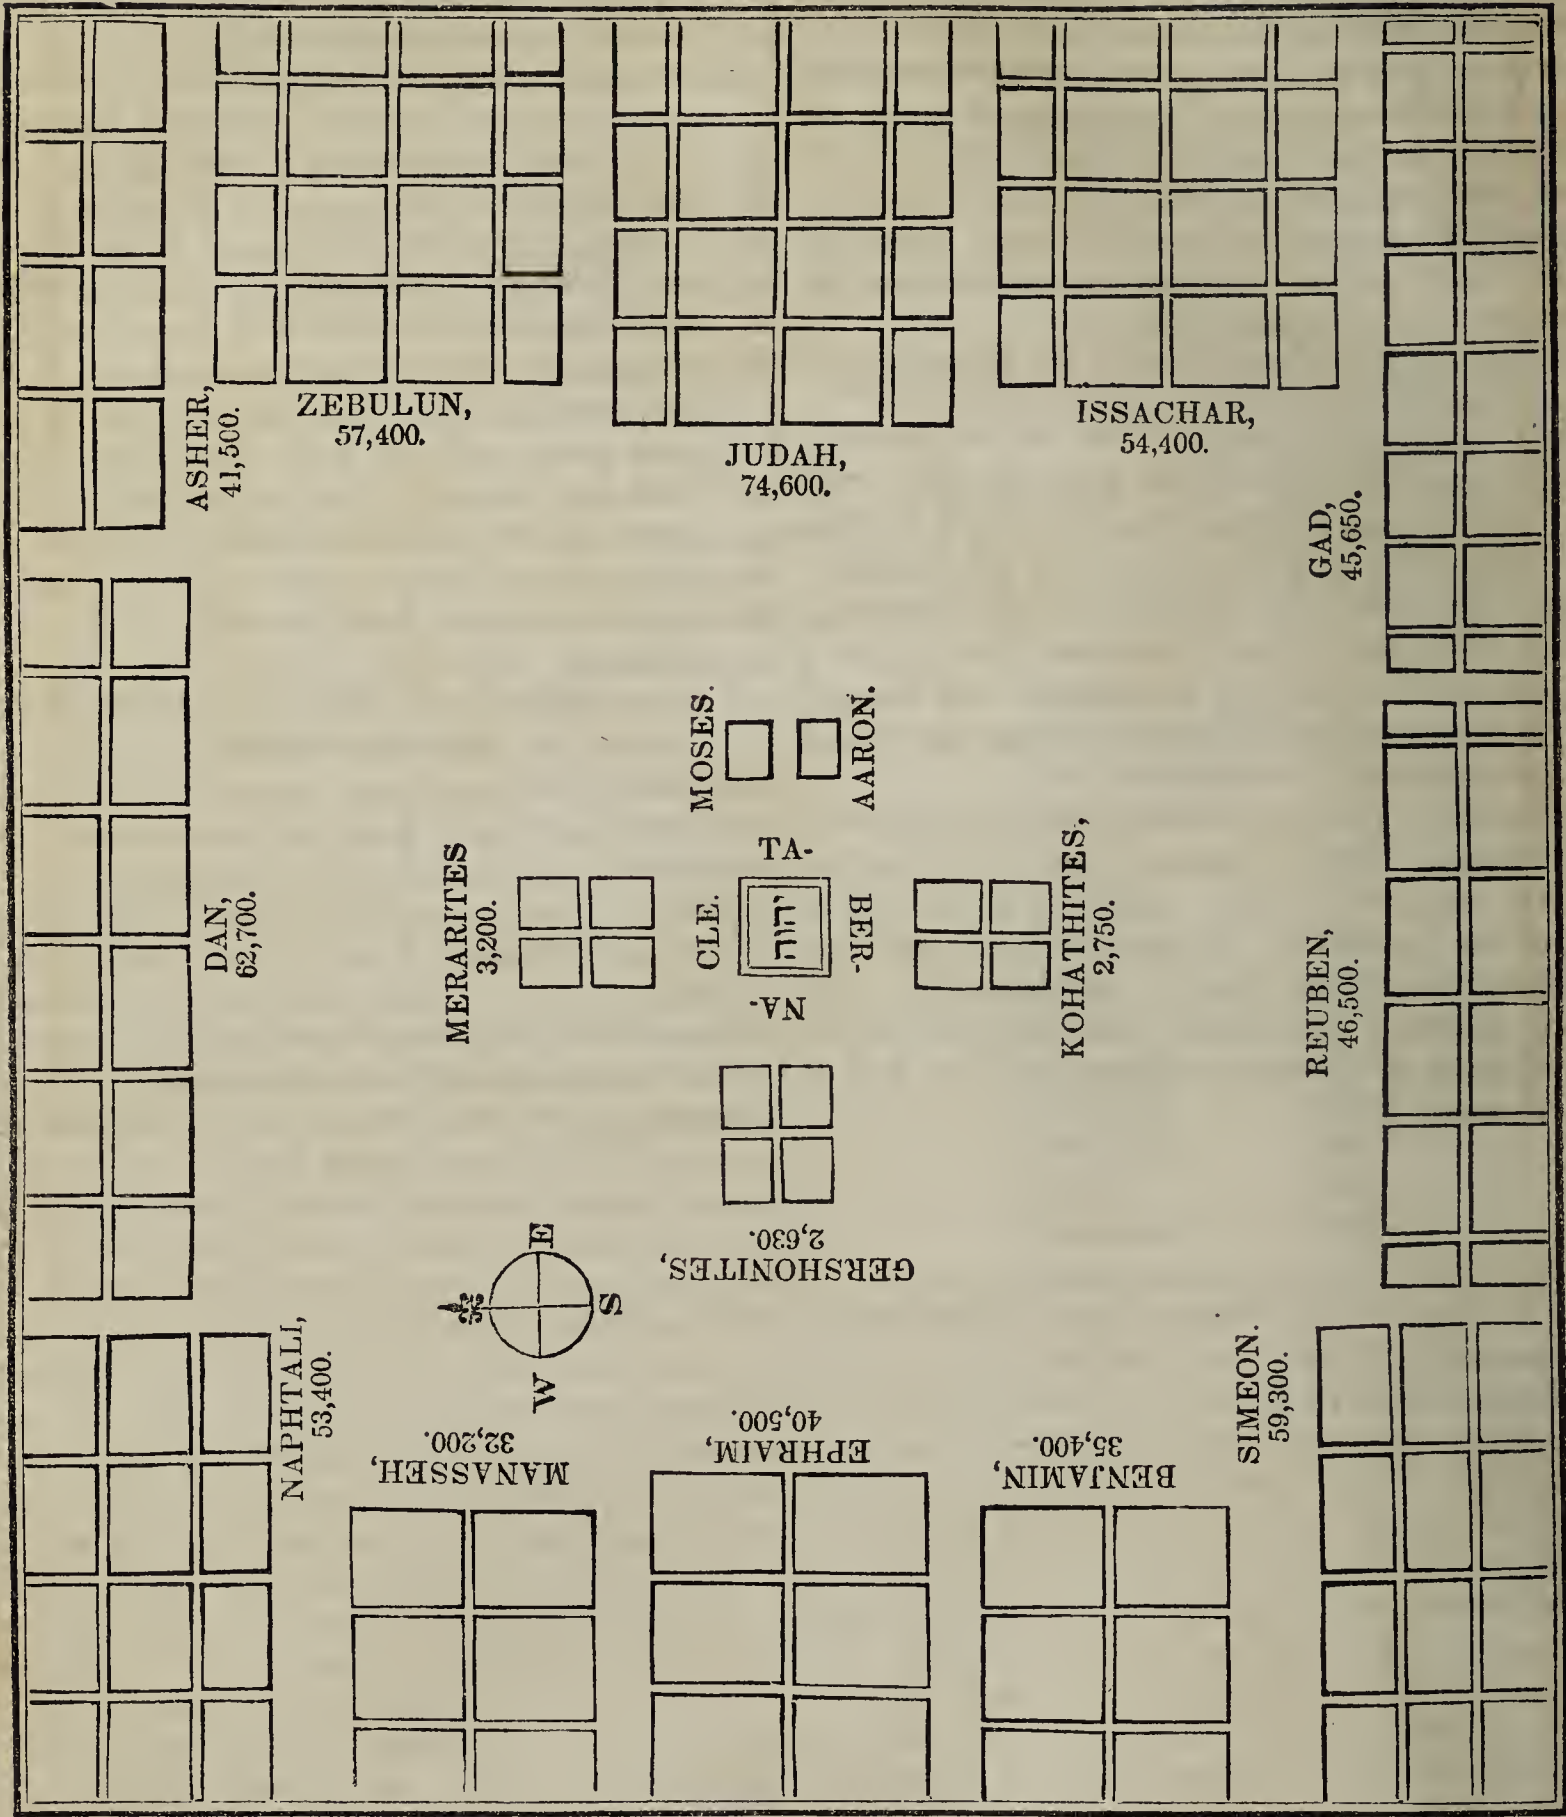 ZEBULUN,
57,400.
JUDAH,
74,600.
ISSACHAR,
54,400.
ASHER,
41,500.
GAD,
45,650.
MOSES.
AARON.
DAN,
62,700.
MERARITES
3,200.
TA-
BER-
NA-
CLE.
יהוה
KOHATHITES,
2,750.
REUBEN,
46,500.
GERSHONITES,
2,630.
E
S
W
NAPHTALI,
53,400.
MANASSEH,
32,200.
EPHRAIM,
40,500.
BENJAMIN,
35,400.
SIMEON.
59,300.